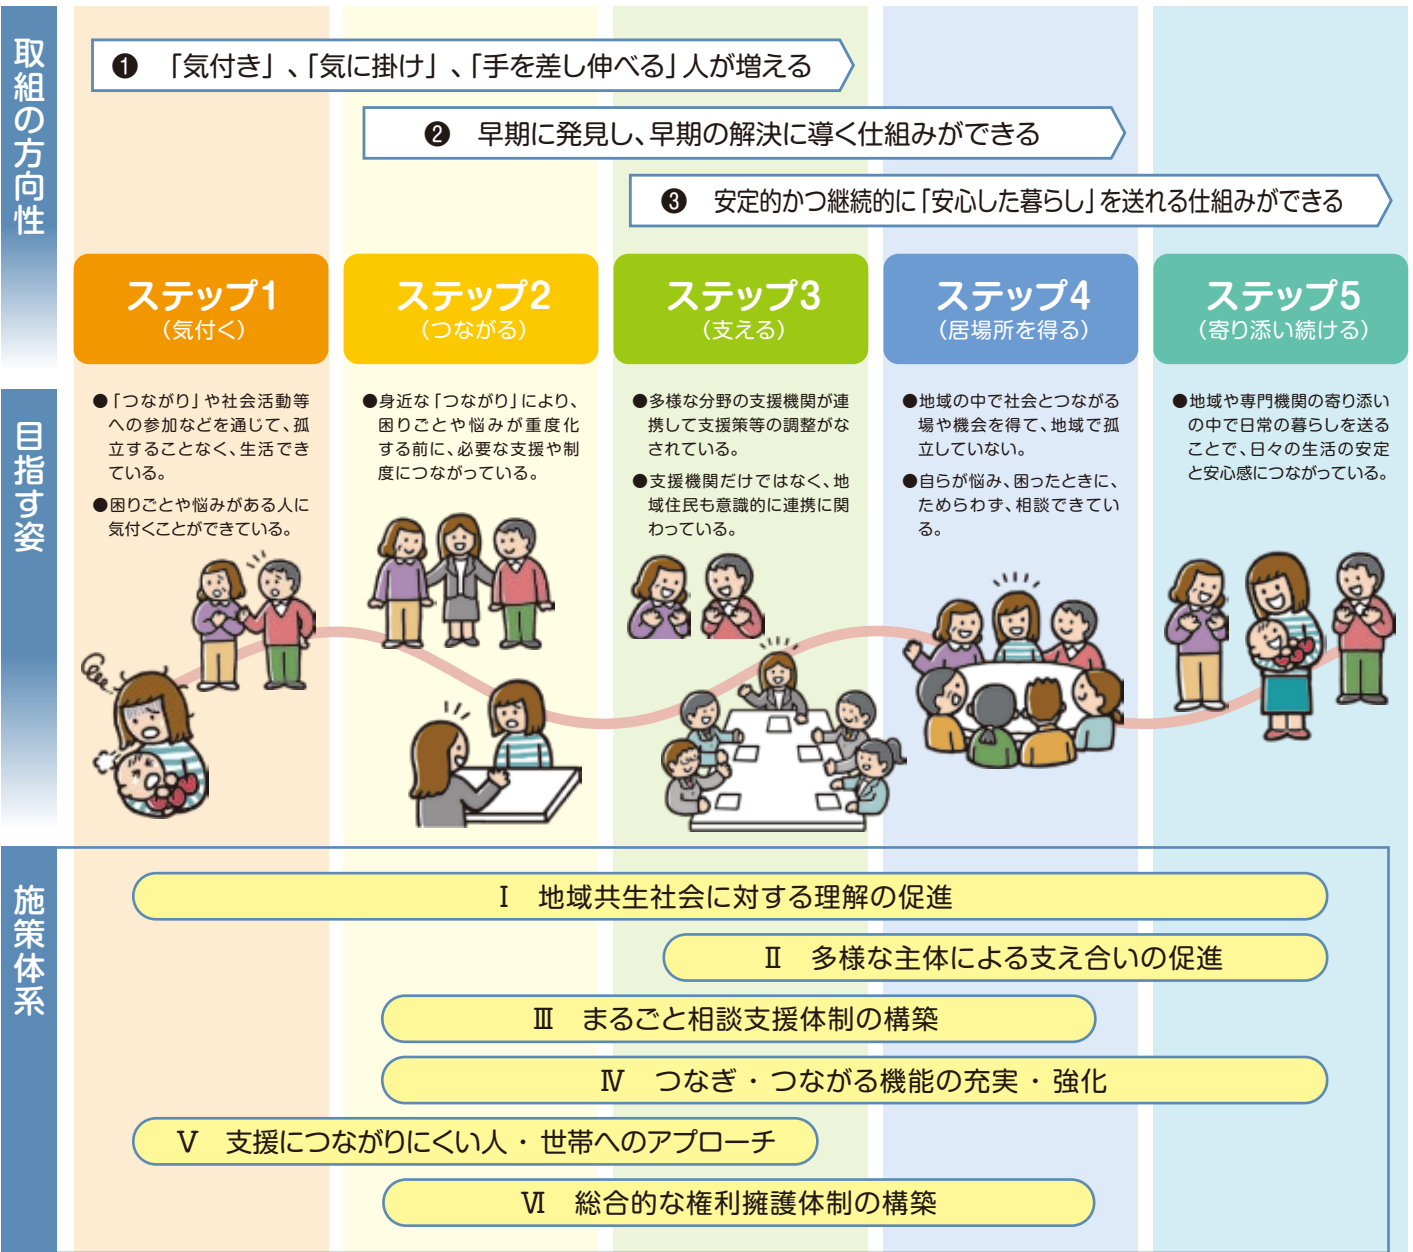 取組の方向性
❶ 「気付き」、「気に掛け」、「手を差し伸べる」人が増える
❷ 早期に発見し、早期の解決に導く仕組みができる
❸ 安定的かつ継続的に「安心した暮らし」を送れる仕組みができる
ステップ1
（気付く）
ステップ2
（つながる）
ステップ3
（支える）
ステップ4
（居場所を得る）
ステップ5
（寄り添い続ける）
目指す姿
●「つながり」や社会活動等
への参加などを通じて、孤
立することなく、生活でき
ている。
●困りごとや悩みがある人に
気付くことができている。
●身近な「つながり」により、
困りごとや悩みが重度化
する前に、必要な支援や制
度につながっている。
●多様な分野の支援機関が連
携して支援策等の調整がな
されている。
●支援機関だけではなく、地
域住民も意識的に連携に関
わっている。
●地域の中で社会とつながる
場や機会を得て、地域で孤
立していない。
●自らが悩み、困ったときに、
ためらわず、相談できてい
る。
●地域や専門機関の寄り添い
の中で日常の暮らしを送る
ことで、日々の生活の安定
と安心感につながっている。
施策体系
Ⅰ 地域共生社会に対する理解の促進
Ⅱ 多様な主体による支え合いの促進
Ⅲ まるごと相談支援体制の構築
Ⅳ つなぎ・つながる機能の充実・強化
Ⅴ 支援につながりにくい人・世帯へのアプローチ
Ⅵ 総合的な権利擁護体制の構築